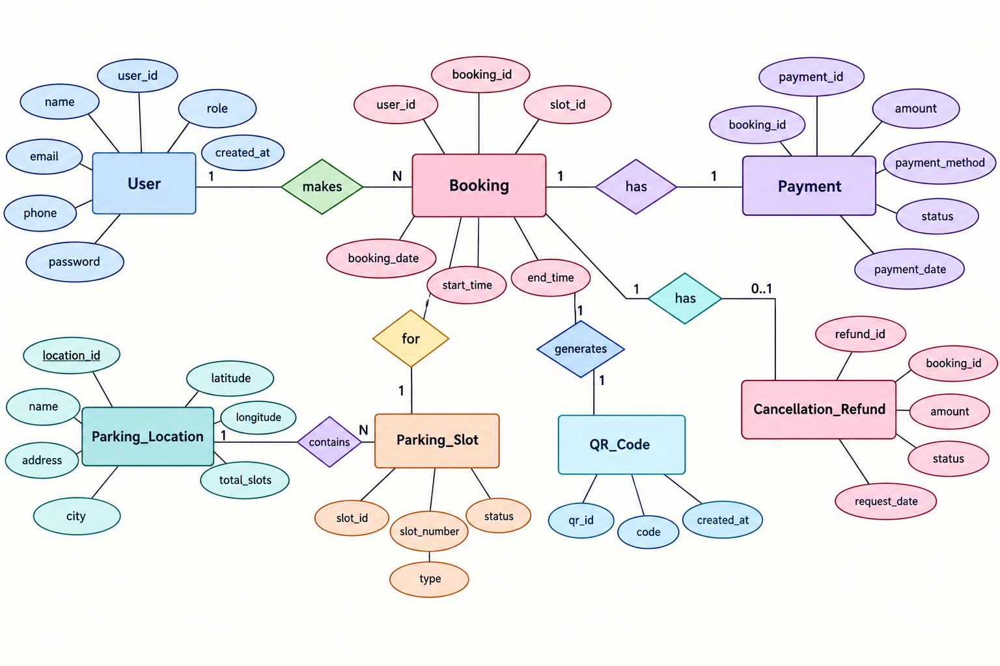 booking_id
payment_id
user_id
name
role
user_id
slot_id
amount
booking_id
email
created_at
payment_method
User
1
makes
N
Booking
1
has
1
Payment
phone
status
password
booking_date
start_time
end_time
payment_date
1
has
0..1
1
for
generates
refund_id
location_id
booking_id
latitude
1
1
name
longitude
Cancellation_Refund
amount
Parking_Location
1
contains
N
Parking_Slot
QR_Code
address
status
total_slots
request_date
city
slot_id
slot_number
status
qr_id
code
created_at
type